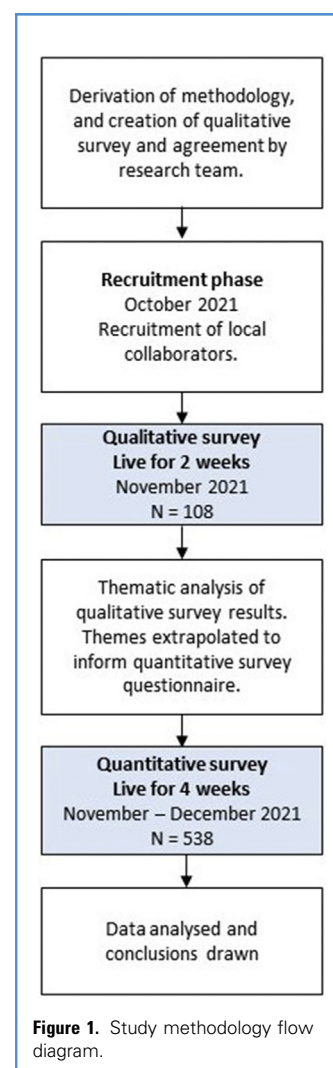 Derivation of methodology,
and creation of qualitative
survey and agreement by
research team.
Recruitment phase
October 2021
Recruitment of local
collaborators.
Qualitative survey
Live for 2 weeks
November 2021
N = 108
Thematic analysis of
qualitative survey results.
Themes extrapolated to
inform quantitative survey
questionnaire.
Quantitative survey
Live for 4 weeks
November – December 2021
N = 538
Data analysed and
conclusions drawn
Figure 1. Study methodology flow
diagram.